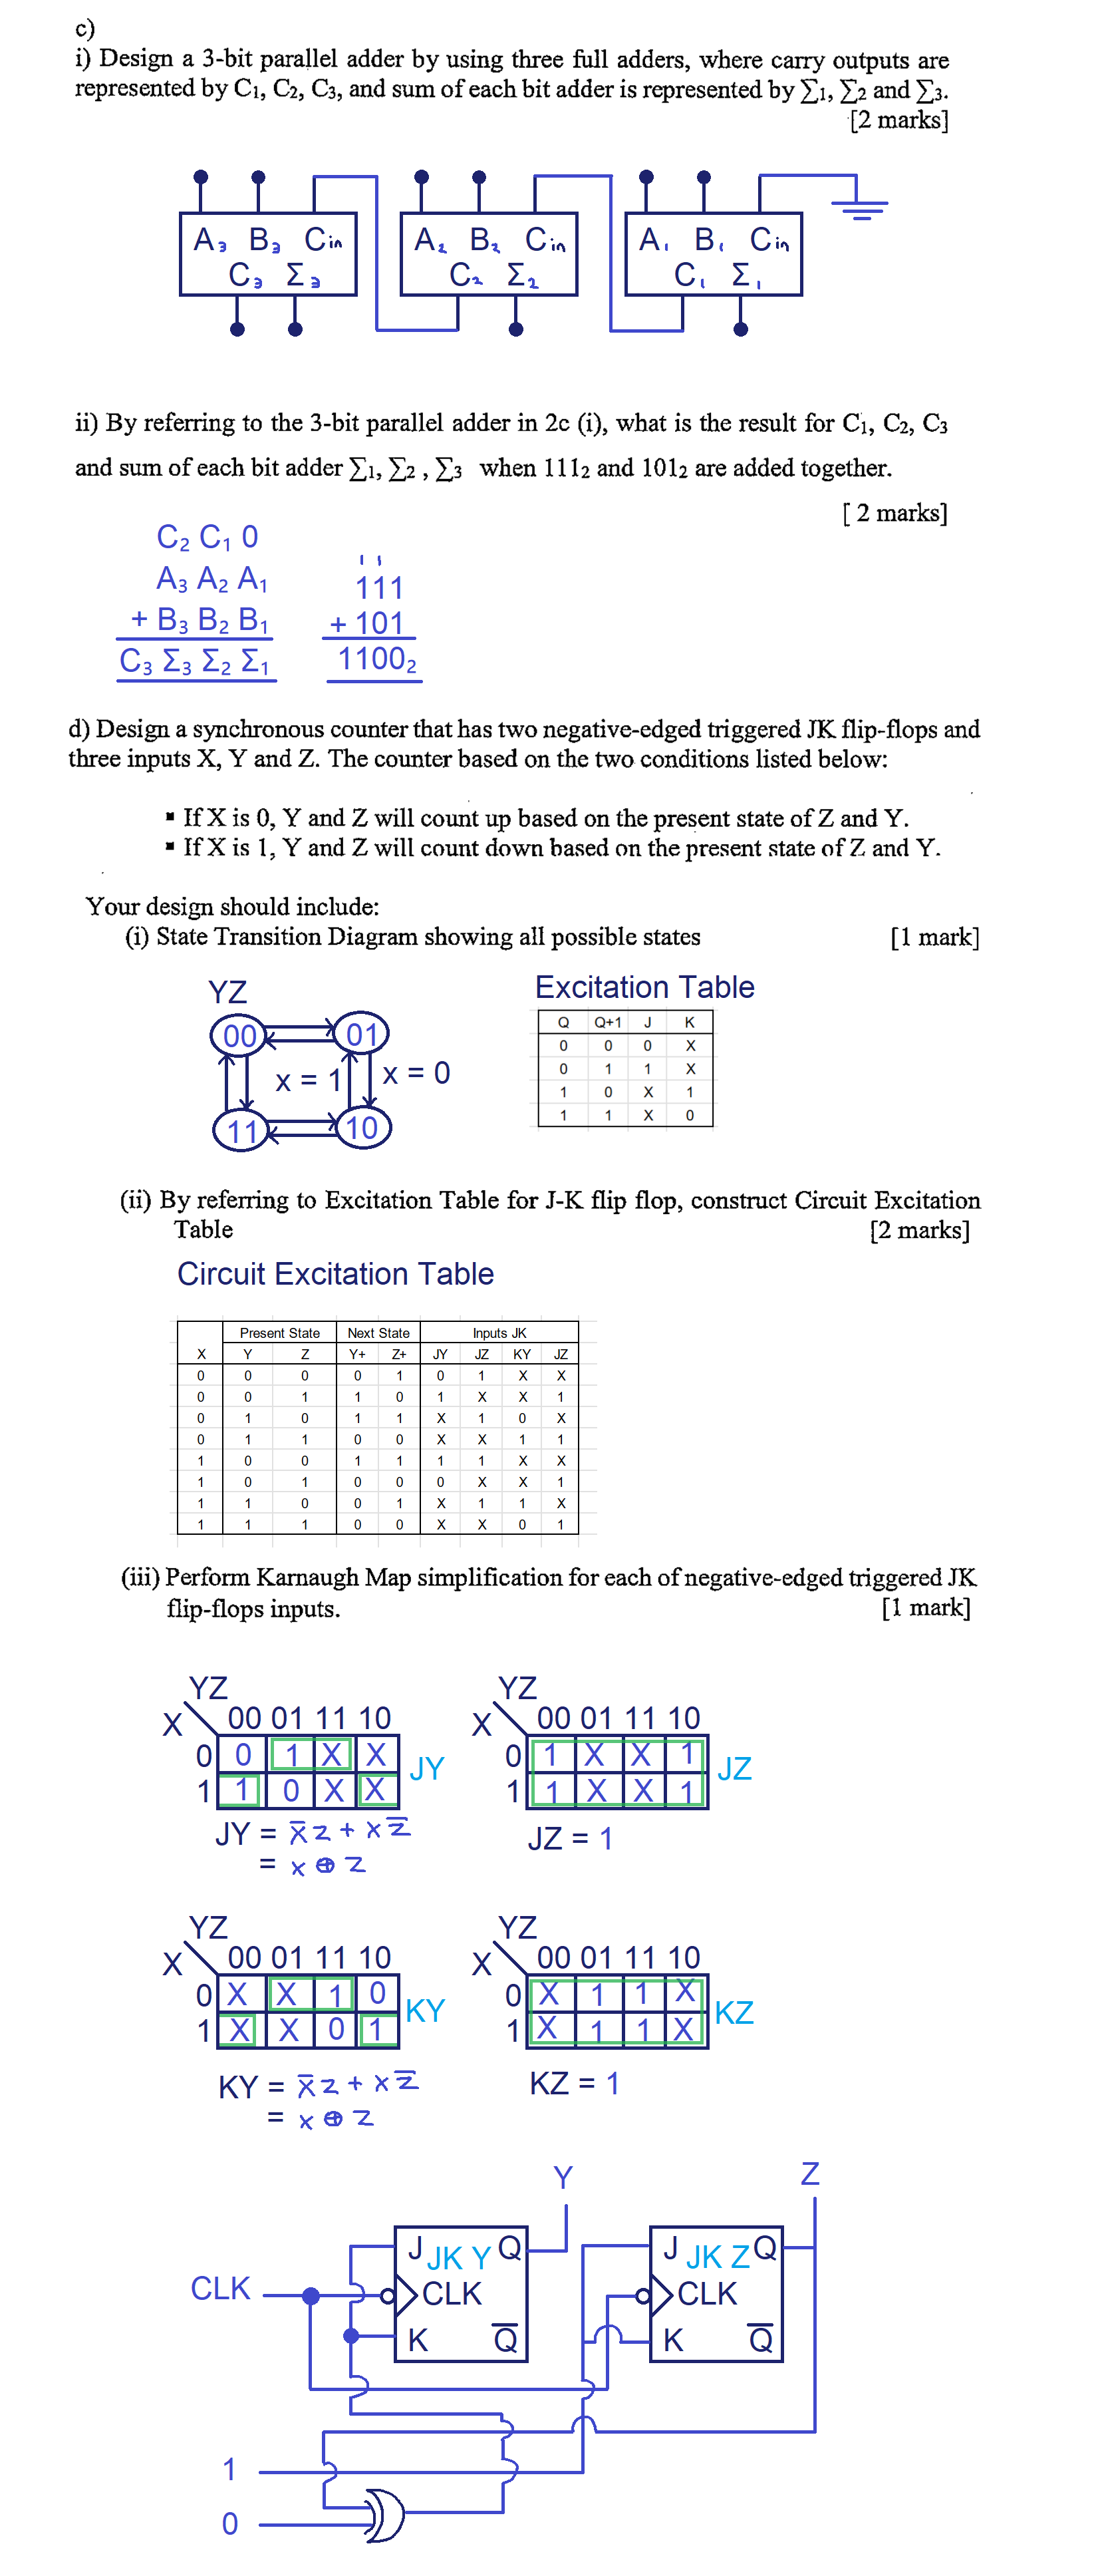 c)
i) Design a 3-bit parallel adder by using three full adders, where carry outputs are
represented by C₁, C₂, C₃, and sum of each bit adder is represented by ∑₁, ∑₂ and ∑₃.
[2 marks]
A₃ B₃ Cin
C₃ Σ₃
A₂ B₂ Cin
C₂ Σ₂
A₁ B₁ Cin
C₁ Σ₁
ii) By referring to the 3-bit parallel adder in 2c (i), what is the result for C₁, C₂, C₃
and sum of each bit adder ∑₁, ∑₂ , ∑₃ when 111₂ and 101₂ are added together.
[ 2 marks]
C₂ C₁ 0
A₃ A₂ A₁
+ B₃ B₂ B₁
C₃ Σ₃ Σ₂ Σ₁
1 1
111
+ 101
1100₂
d) Design a synchronous counter that has two negative-edged triggered JK flip-flops and
three inputs X, Y and Z. The counter based on the two conditions listed below:
▪ If X is 0, Y and Z will count up based on the present state of Z and Y.
▪ If X is 1, Y and Z will count down based on the present state of Z and Y.
Your design should include:
(i) State Transition Diagram showing all possible states [1 mark]
YZ
00 01
x = 1 x = 0
11 10
Excitation Table
Q Q+1 J K
0 0 0 X
0 1 1 X
1 0 X 1
1 1 X 0
(ii) By referring to Excitation Table for J-K flip flop, construct Circuit Excitation
Table [2 marks]
Circuit Excitation Table
Present State Next State Inputs JK
X Y Z Y+ Z+ JY JZ KY JZ
0 0 0 0 1 0 1 X X
0 0 1 1 0 1 X X 1
0 1 0 1 1 X 1 0 X
0 1 1 0 0 X X 1 1
1 0 0 1 1 1 1 X X
1 0 1 0 0 0 X X 1
1 1 0 0 1 X 1 1 X
1 1 1 0 0 X X 0 1
(iii) Perform Karnaugh Map simplification for each of negative-edged triggered JK
flip-flops inputs. [1 mark]
YZ
X 00 01 11 10
0 0 1 X X
1 1 0 X X
JY
JY = X̅Z + XZ̅
= X ⊕ Z
YZ
X 00 01 11 10
0 1 X X 1
1 1 X X 1
JZ
JZ = 1
YZ
X 00 01 11 10
0 X X 1 0
1 X X 0 1
KY
KY = X̅Z + XZ̅
= X ⊕ Z
YZ
X 00 01 11 10
0 X 1 1 X
1 X 1 1 X
KZ
KZ = 1
Y Z
J JK Y Q
CLK
K Q̅
J JK Z Q
CLK
K Q̅
CLK
1
0